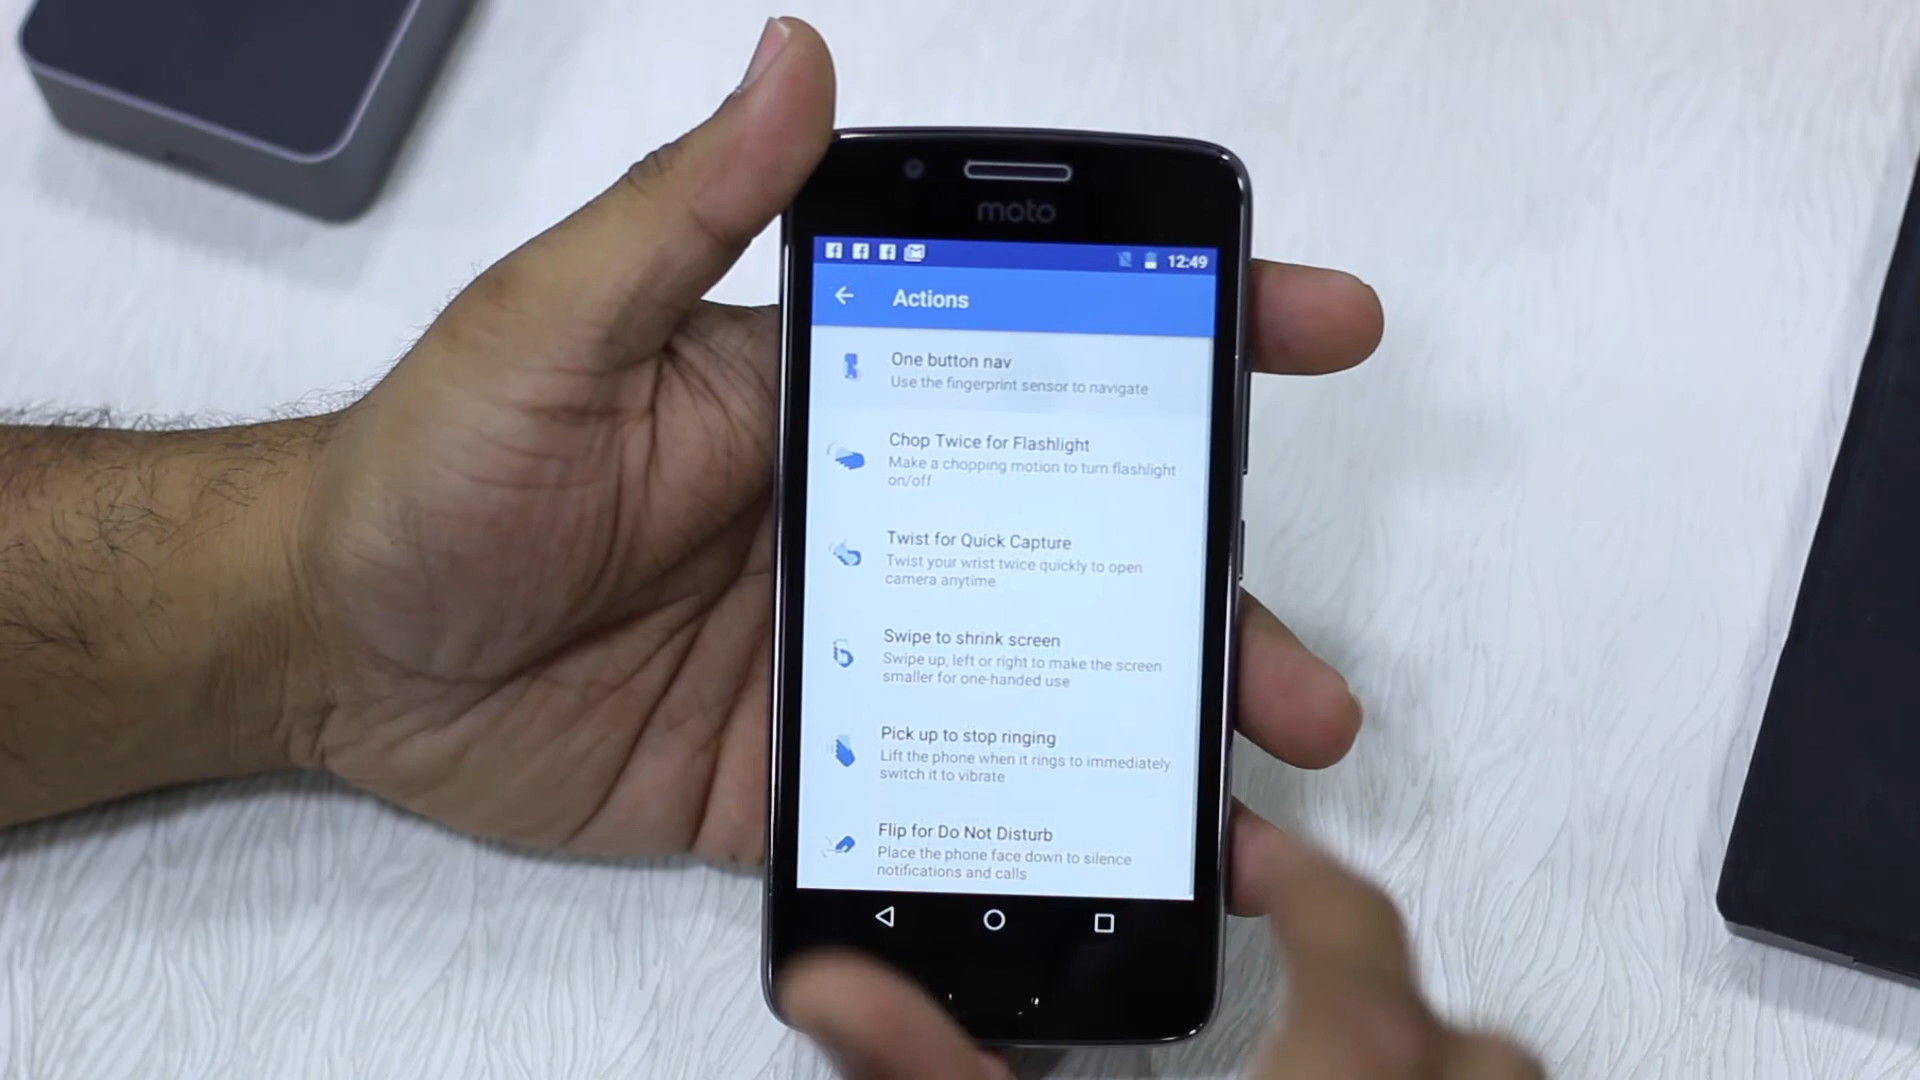 moto
12:49
Actions
One button nav
Use the fingerprint sensor to navigate
Chop Twice for Flashlight
Make a chopping motion to turn flashlight
on/off
Twist for Quick Capture
Twist your wrist twice quickly to open
camera anytime
Swipe to shrink screen
Swipe up, left or right to make the screen
smaller for one-handed use
Pick up to stop ringing
Lift the phone when it rings to immediately
switch it to vibrate
Flip for Do Not Disturb
Place the phone face down to silence
notifications and calls